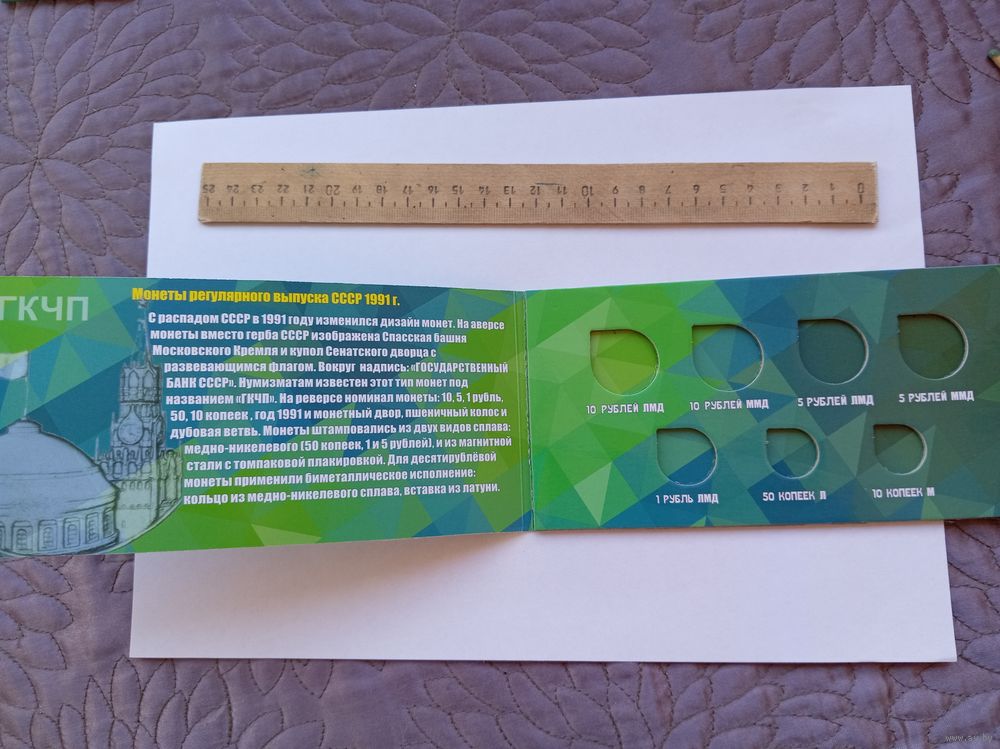 25 24 23 22 21 20 19 18 17 16 15 14 13 12 11 10 9 8 7 6 5 4 3 2 1 0
ГКЧП
Монеты регулярного выпуска СССР 1991 г.
С распадом СССР в 1991 году изменился дизайн монет. На аверсе
монеты вместо герба СССР изображена Спасская башня
Московского Кремля и купол Сенатского дворца с
развевающимся флагом. Вокруг надпись: «ГОСУДАРСТВЕННЫЙ
БАНК СССР». Нумизматам известен этот тип монет под
названием «ГКЧП». На реверсе номинал монеты: 10, 5, 1 рубль,
50, 10 копеек , год 1991 и монетный двор, пшеничный колос и
дубовая ветвь. Монеты штамповались из двух видов сплава:
медно-никелевого (50 копеек, 1 и 5 рублей), и из магнитной
стали с томпаковой плакировкой. Для десятирублёвой
монеты применили биметаллическое исполнение:
кольцо из медно-никелевого сплава, вставка из латуни.
10 РУБЛЕЙ ЛМД
10 РУБЛЕЙ ММД
5 РУБЛЕЙ ЛМД
5 РУБЛЕЙ ММД
1 РУБЛЬ ЛМД
50 КОПЕЕК Л
10 КОПЕЕК М
www.ay.by